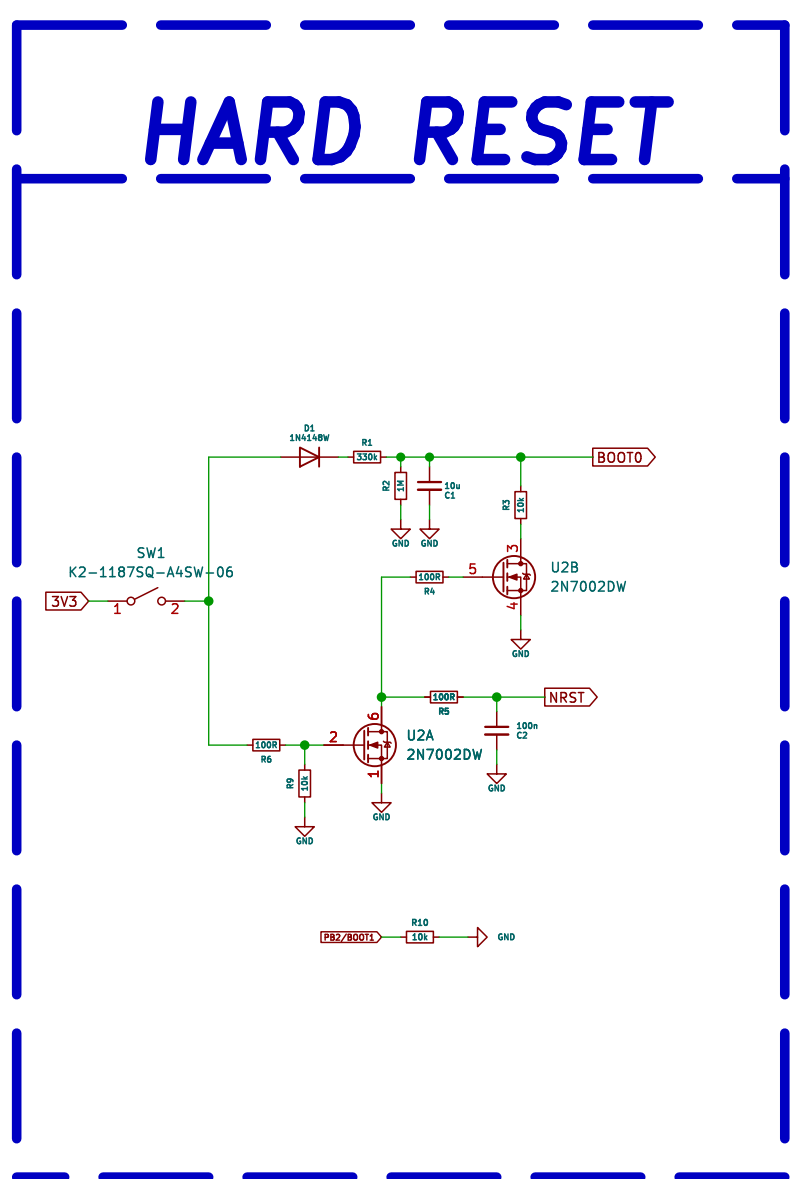 HARD RESET
D1
1N4148W
R1
330k
BOOT0
R2
1M
10u
C1
R3
10k
GND
GND
3
SW1
K2-1187SQ-A4SW-06
5
U2B
2N7002DW
100R
R4
4
3V3
1
2
GND
100R
R5
NRST
6
2
U2A
2N7002DW
100n
C2
100R
R6
1
R9
10k
GND
GND
GND
R10
PB2/BOOT1
10k
GND